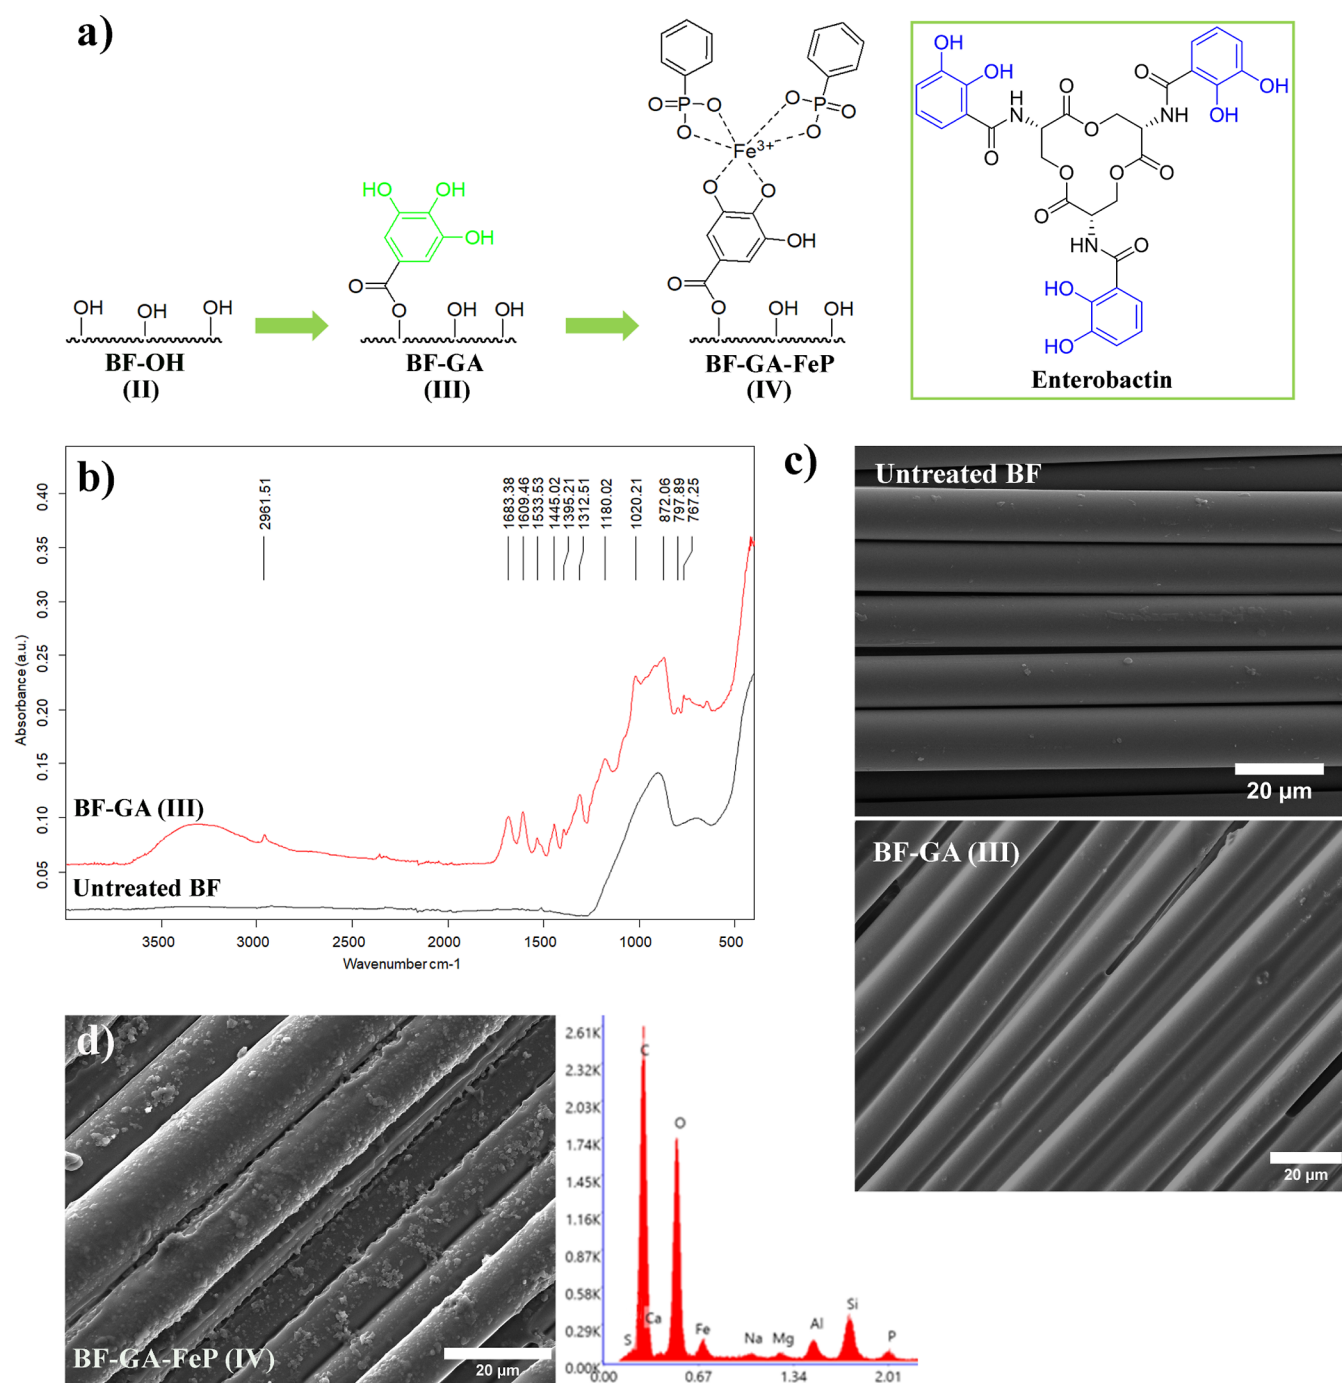 a)
OH
OH
OH
BF-OH
(II)
HO
OH
OH
O
O
OH
OH
BF-GA
(III)
O
P
O
O
O
P
O
O
Fe3+
O
O
OH
O
O
OH
OH
BF-GA-FeP
(IV)
OH
OH
H
N
O
O
O
O
NH
OH
OH
O
O
O
O
HN
O
HO
HO
Enterobactin
b)
2961.51
1683.38
1609.46
1533.53
1445.02
1395.21
1312.51
1180.02
1020.21
872.06
797.89
767.25
0.40
0.35
0.30
0.25
0.20
0.15
0.10
0.05
Absorbance (a.u.)
BF-GA (III)
Untreated BF
3500
3000
2500
2000
1500
1000
500
Wavenumber cm-1
c)
Untreated BF
20 µm
BF-GA (III)
20 µm
d)
BF-GA-FeP (IV)
20 µm
2.61K
2.32K
2.03K
1.74K
1.45K
1.16K
0.87K
0.58K
0.29K
0.00K
C
O
S
Ca
Fe
Na
Mg
Al
Si
P
0.00
0.67
1.34
2.01